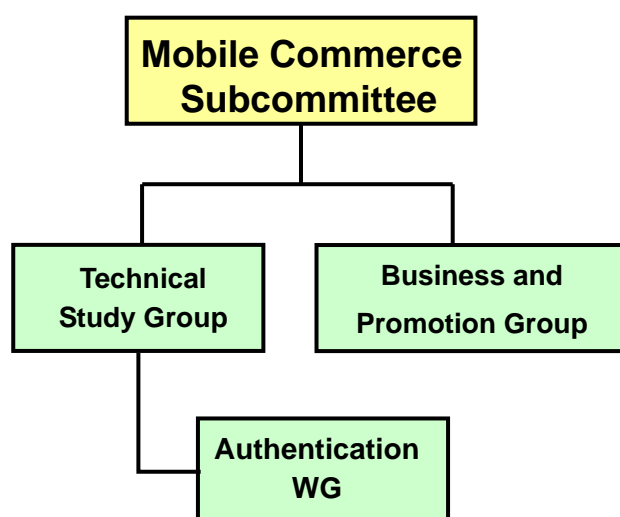 Mobile Commerce
Subcommittee
Technical
Study Group
Business and
Promotion Group
Authentication
WG